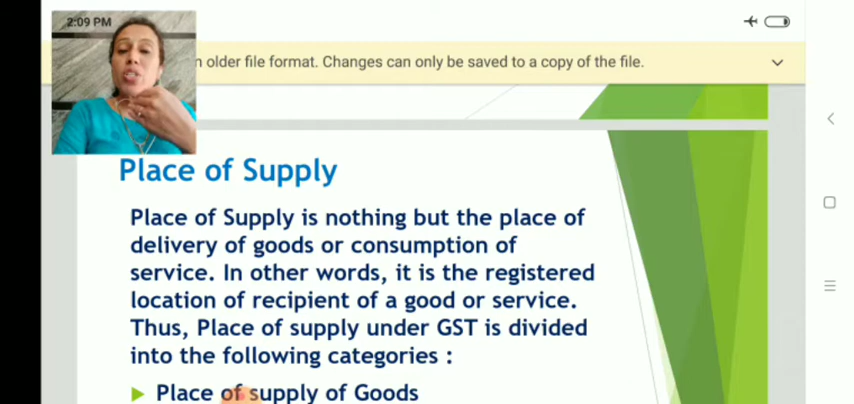 2:09 PM
n older file format. Changes can only be saved to a copy of the file.
Place of Supply
Place of Supply is nothing but the place of
delivery of goods or consumption of
service. In other words, it is the registered
location of recipient of a good or service.
Thus, Place of supply under GST is divided
into the following categories :
Place of supply of Goods